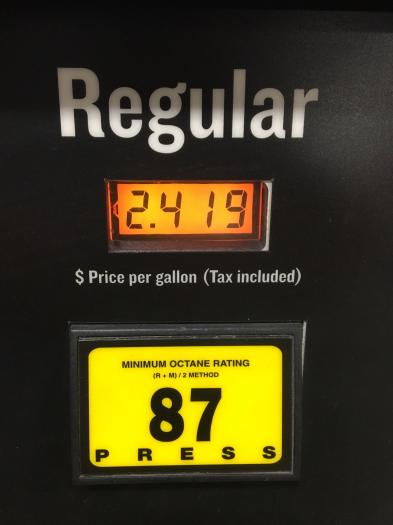 Regular
2.419
$ Price per gallon (Tax included)
MINIMUM OCTANE RATING
(R + M) / 2 METHOD
87
PRESS